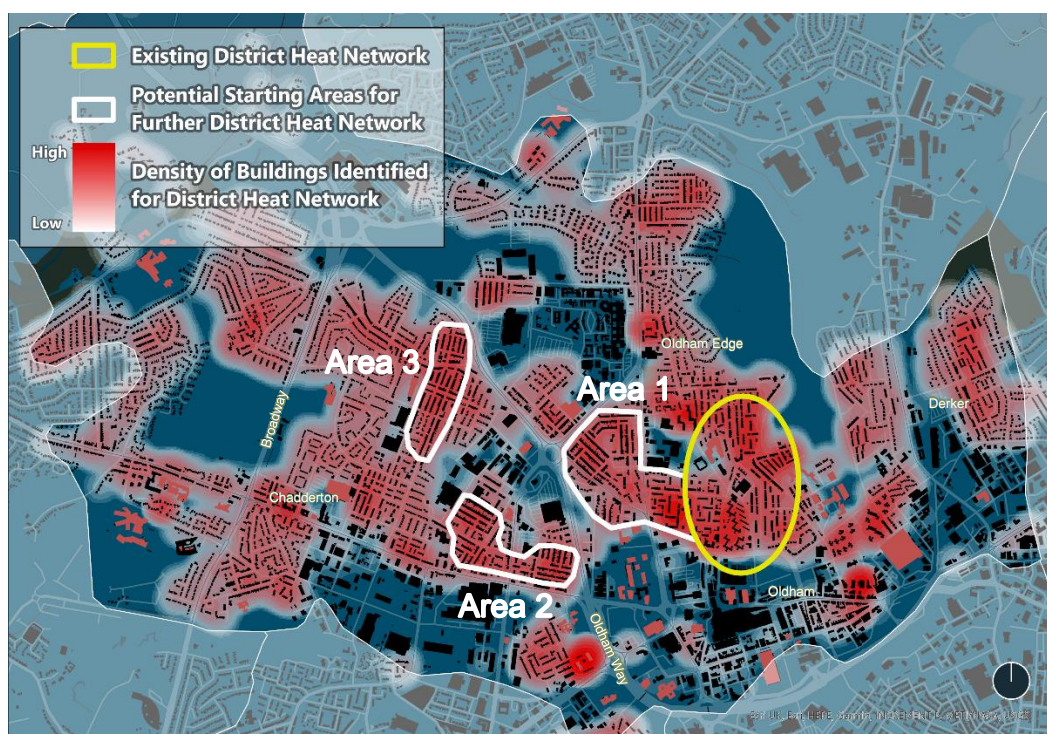 Existing District Heat Network
Potential Starting Areas for
Further District Heat Network
High
Density of Buildings Identified
for District Heat Network
Low
Oldham Edge
Area 3
Area 1
Derker
Broadway
Chadderton
Oldham
Area 2
Oldham Way